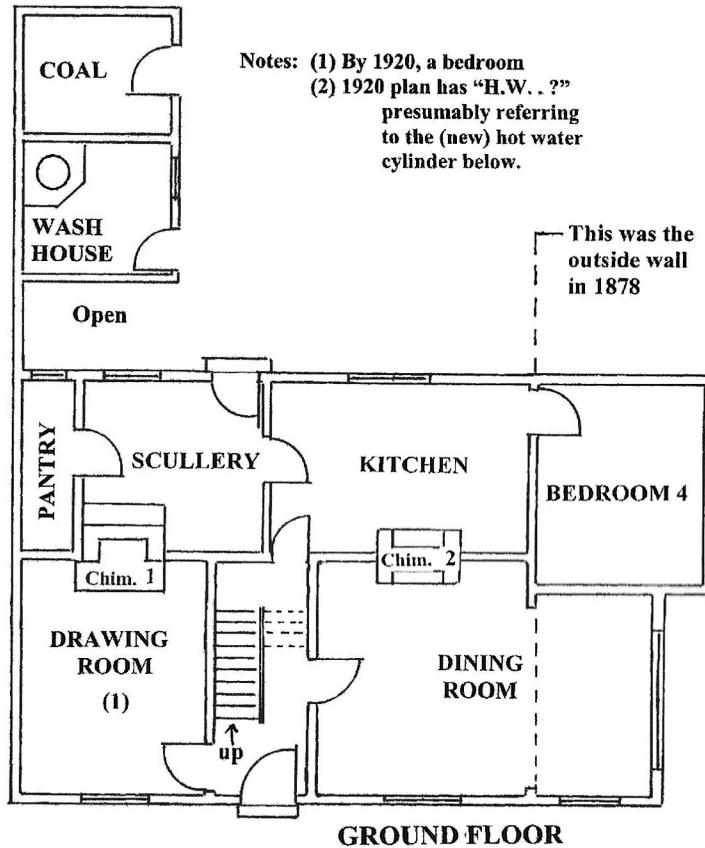 COAL
Notes: (1) By 1920, a bedroom
(2) 1920 plan has “H.W. . ?”
presumably referring
to the (new) hot water
cylinder below.
WASH
HOUSE
This was the
outside wall
in 1878
Open
PANTRY
SCULLERY
KITCHEN
BEDROOM 4
Chim. 1
Chim. 2
DRAWING
ROOM
(1)
DINING
ROOM
up
GROUND FLOOR